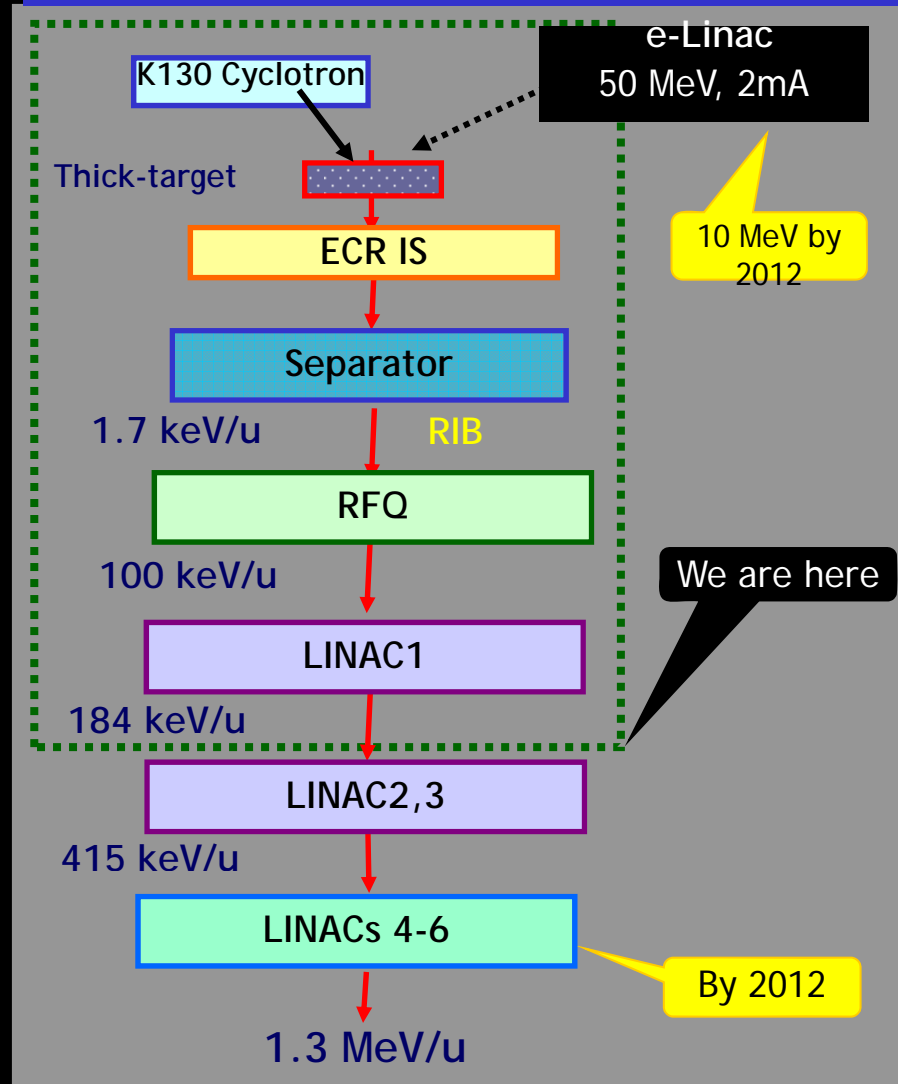 e-Linac
50 MeV, 2mA
K130 Cyclotron
Thick-target
10 MeV by
2012
ECR IS
Separator
1.7 keV/u
RIB
RFQ
100 keV/u
We are here
LINAC1
184 keV/u
LINAC2,3
415 keV/u
LINACs 4-6
By 2012
1.3 MeV/u